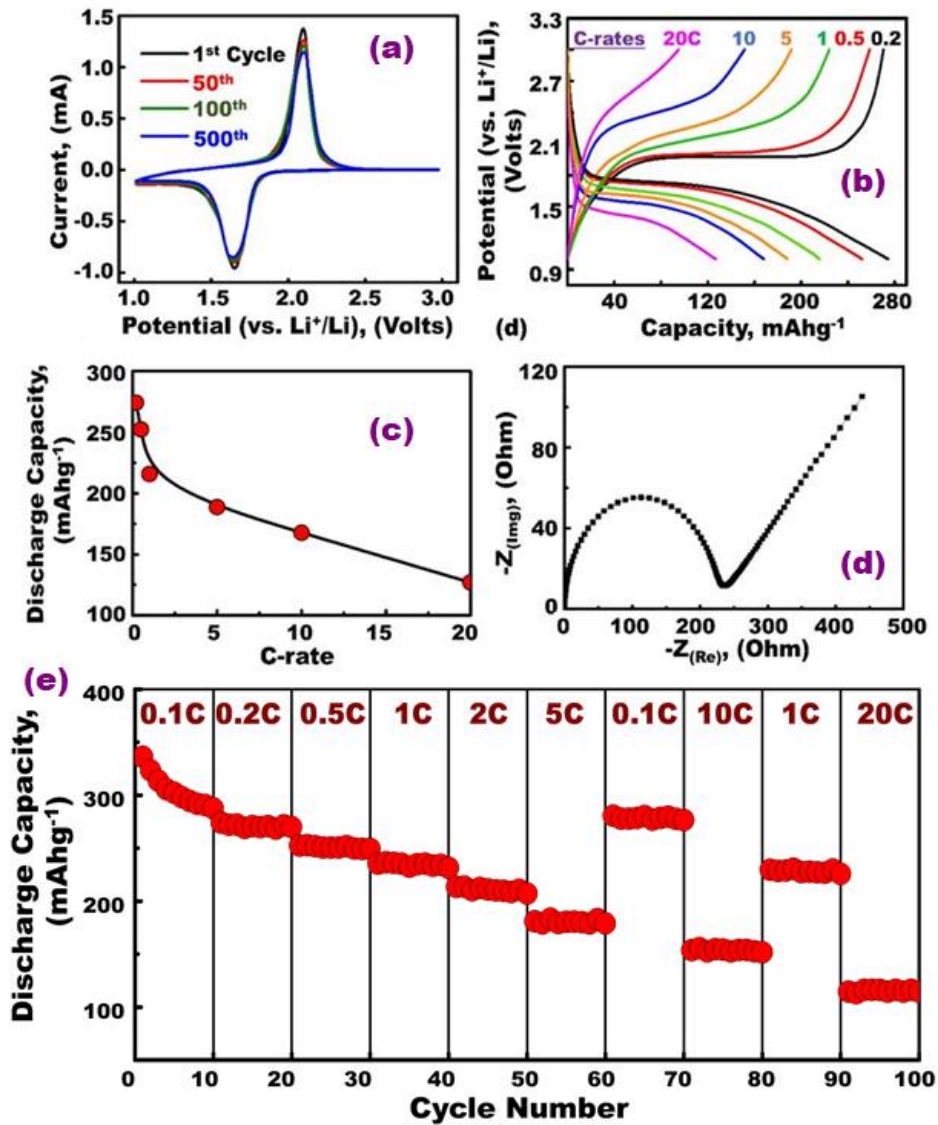 (a)
1st Cycle
50th
100th
500th
1.5
1.0
0.5
0.0
-0.5
-1.0
Current, (mA)
1.0
1.5
2.0
2.5
3.0
Potential (vs. Li⁺/Li), (Volts)
(b)
C-rates 20C 10 5 1 0.5 0.2
3.3
2.7
2.1
1.5
0.9
Potential (vs. Li⁺/Li),
(Volts)
40 120 200 280
Capacity, mAhg⁻¹
(d)
(c)
300
250
200
150
100
Discharge Capacity,
(mAhg⁻¹)
0 5 10 15 20
C-rate
(d)
120
80
40
0
-Z(Img), (Ohm)
0 100 200 300 400 500
-Z(Re), (Ohm)
(e)
0.1C 0.2C 0.5C 1C 2C 5C 0.1C 10C 1C 20C
400
300
200
100
Discharge Capacity,
(mAhg⁻¹)
0 10 20 30 40 50 60 70 80 90 100
Cycle Number